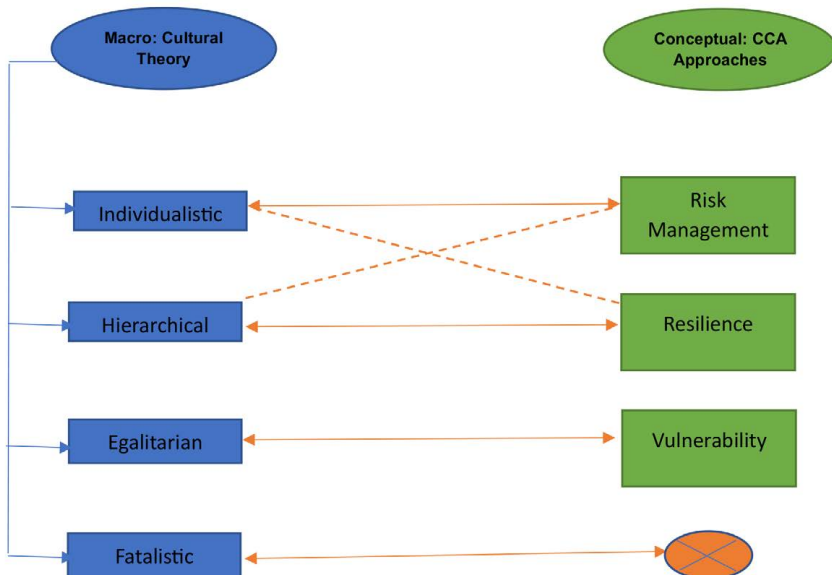 Macro: Cultural
Theory
Conceptual: CCA
Approaches
Individualistic
Risk
Management
Hierarchical
Resilience
Egalitarian
Vulnerability
Fatalistic